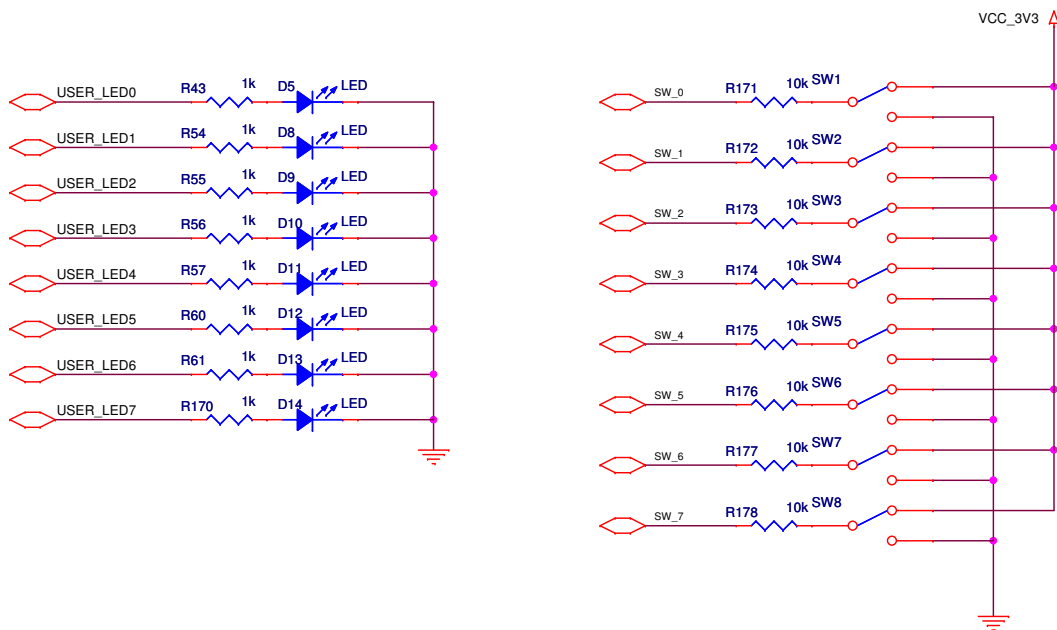 VCC_3V3
USER_LED0 R43 1k D5 LED
USER_LED1 R54 1k D8 LED
USER_LED2 R55 1k D9 LED
USER_LED3 R56 1k D10 LED
USER_LED4 R57 1k D11 LED
USER_LED5 R60 1k D12 LED
USER_LED6 R61 1k D13 LED
USER_LED7 R170 1k D14 LED
SW_0 R171 10k SW1
SW_1 R172 10k SW2
SW_2 R173 10k SW3
SW_3 R174 10k SW4
SW_4 R175 10k SW5
SW_5 R176 10k SW6
SW_6 R177 10k SW7
SW_7 R178 10k SW8